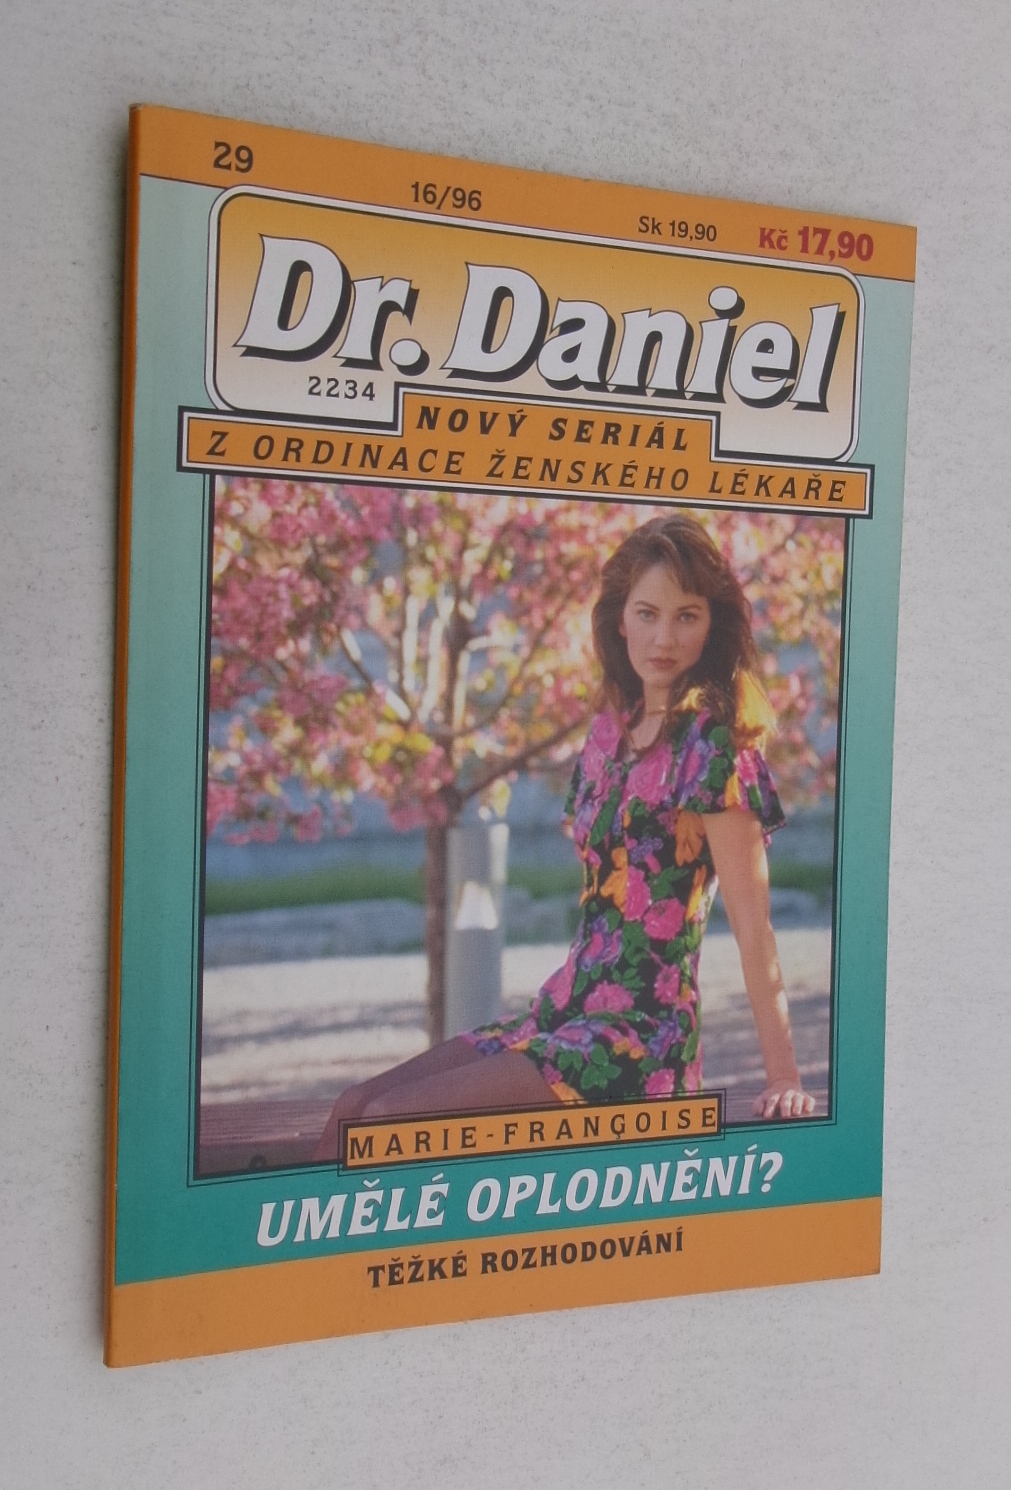 29
16/96
Sk 19,90
Kč 17,90
Dr. Daniel
2234
NOVÝ SERIÁL
Z ORDINACE ŽENSKÉHO LÉKAŘE
MARIE-FRANÇOISE
UMĚLÉ OPLODNĚNÍ?
TĚŽKÉ ROZHODOVÁNÍ